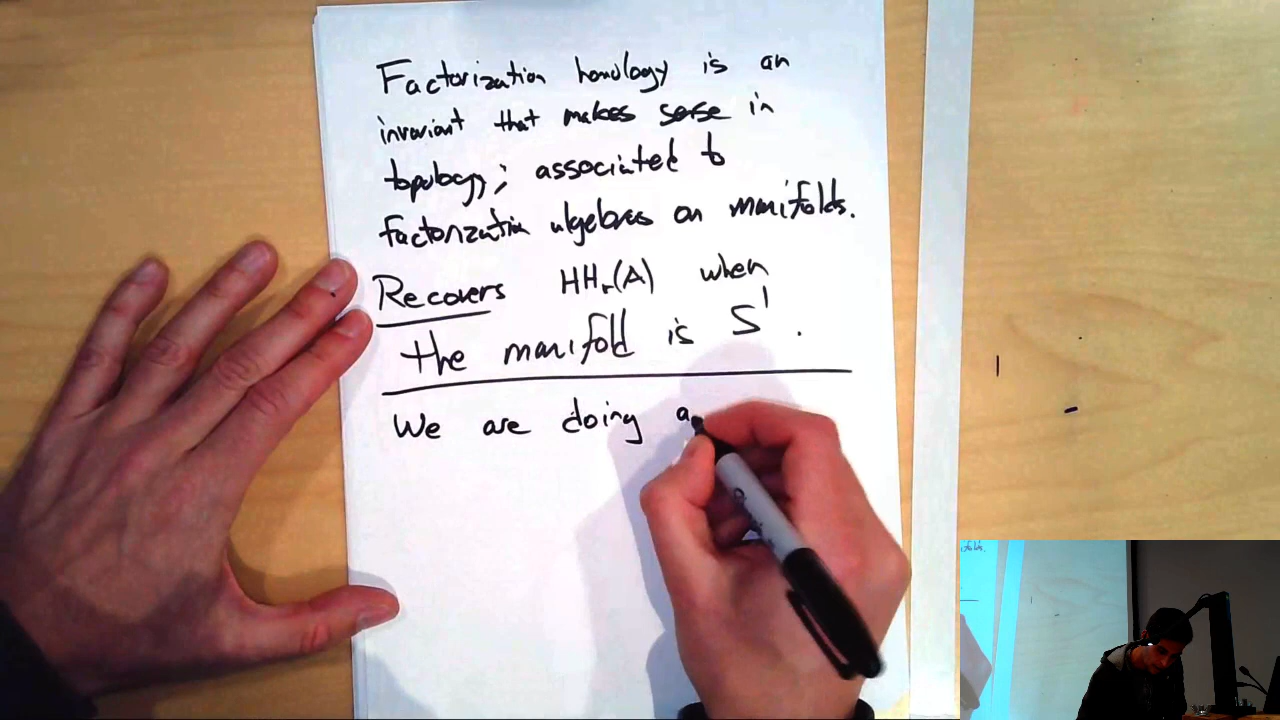 Factorization homology is an
invariant that makes sense in
topology; associated to
factorization algebras on manifolds.
Recovers HH*(A) when
the manifold is S¹.
We are doing a